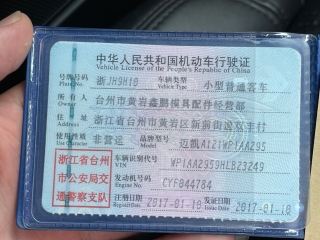 中华人民共和国机动车行驶证
Vehicle License of the People's Republic of China
号牌号码 浙JH9H10 车辆类型 小型普通客车
Plate No. Vehicle Type
所有人 台州市黄岩鑫鹏模具配件经营部
Owner
住址 浙江省台州市黄岩区新前街道
Address
使用性质 非营运 品牌型号
Use Character Model
浙江省台州市公安局交通警察支队
车辆识别代号
VIN
发动机号码 CYF044784
Engine No.
注册日期 2017-01-10 发证日期 2017-01-10
Register Date Issue Date